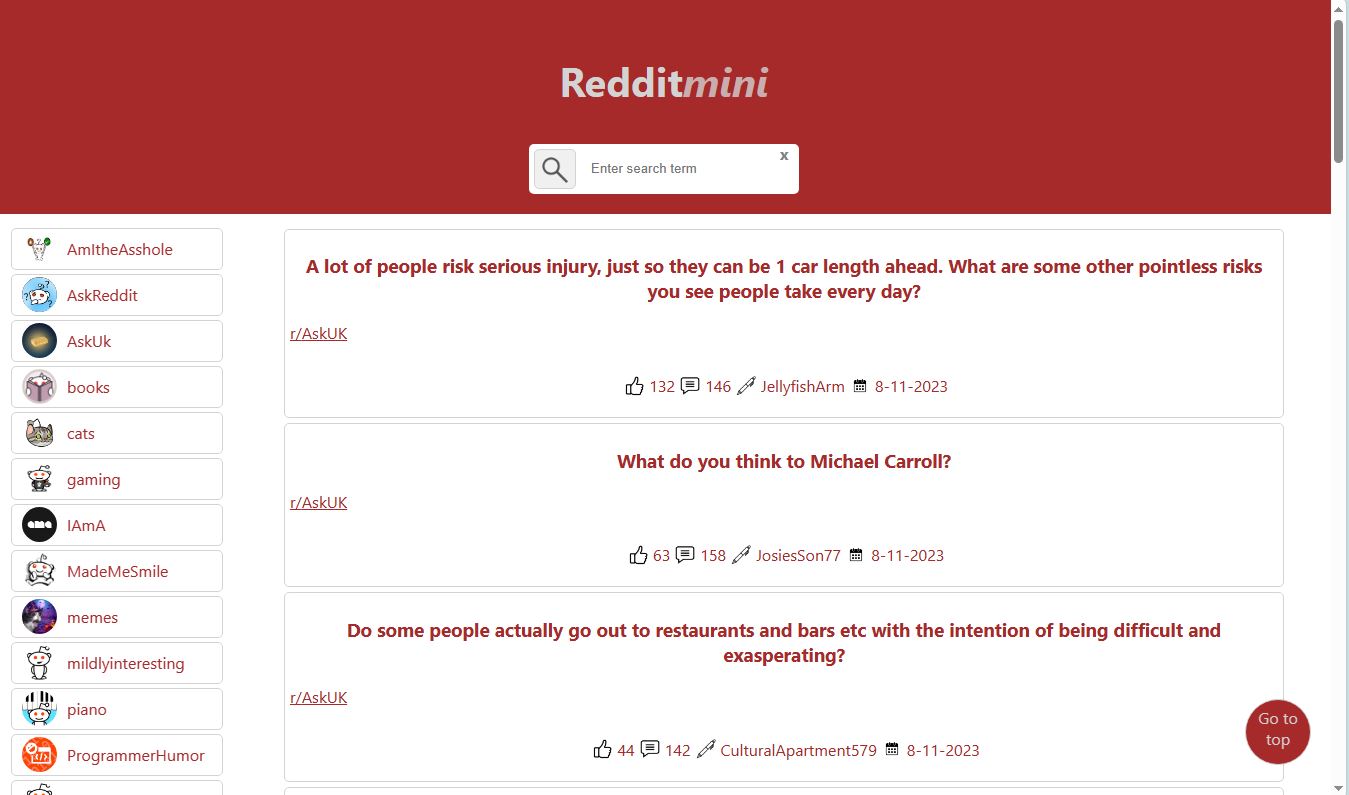 Redditmini
Enter search term
x
AmItheAsshole
AskReddit
AskUk
books
cats
gaming
IAmA
MadeMeSmile
memes
mildlyinteresting
piano
ProgrammerHumor
A lot of people risk serious injury, just so they can be 1 car length ahead. What are some other pointless risks
you see people take every day?
r/AskUK
132 146 JellyfishArm 8-11-2023
What do you think to Michael Carroll?
r/AskUK
63 158 JosiesSon77 8-11-2023
Do some people actually go out to restaurants and bars etc with the intention of being difficult and
exasperating?
r/AskUK
44 142 CulturalApartment579 8-11-2023
Go to
top